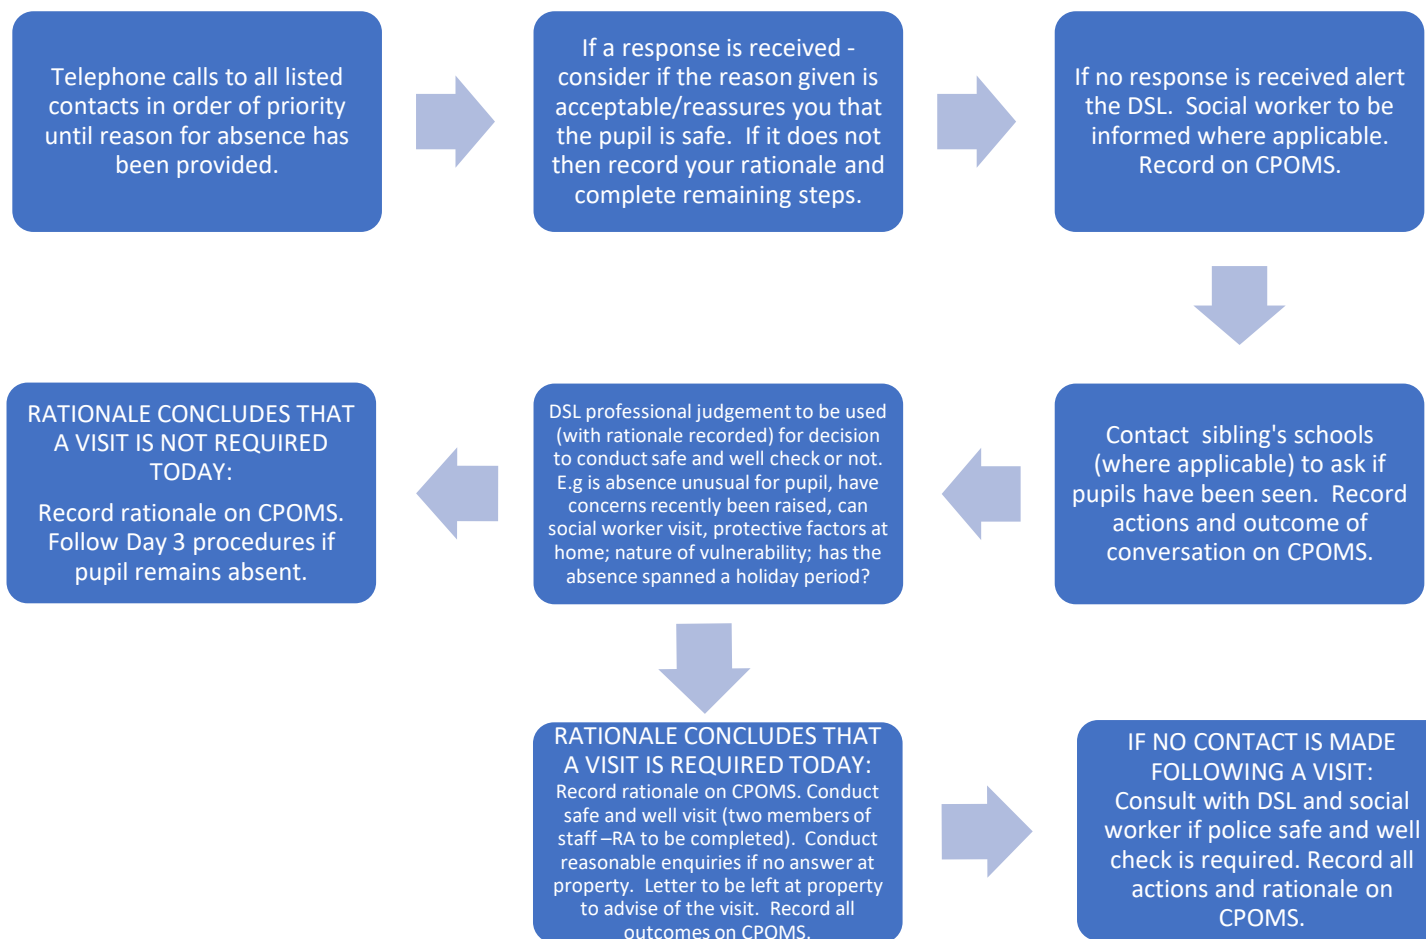 Telephone calls to all listed
contacts in order of priority
until reason for absence has
been provided.
If a response is received -
consider if the reason given is
acceptable/reassures you that
the pupil is safe.  If it does not
then record your rationale and
complete remaining steps.
If no response is received alert
the DSL.  Social worker to be
informed where applicable.
Record on CPOMS.
Contact  sibling's schools
(where applicable) to ask if
pupils have been seen.  Record
actions and outcome of
conversation on CPOMS.
DSL professional judgement to be used
(with rationale recorded) for decision
to conduct safe and well check or not.
E.g is absence unusual for pupil, have
concerns recently been raised, can
social worker visit, protective factors at
home; nature of vulnerability; has the
absence spanned a holiday period?
RATIONALE CONCLUDES THAT
A VISIT IS NOT REQUIRED
TODAY:
Record rationale on CPOMS.
Follow Day 3 procedures if
pupil remains absent.
RATIONALE CONCLUDES THAT
A VISIT IS REQUIRED TODAY:
Record rationale on CPOMS. Conduct
safe and well visit (two members of
staff –RA to be completed).  Conduct
reasonable enquiries if no answer at
property.  Letter to be left at property
to advise of the visit.  Record all
outcomes on CPOMS.
IF NO CONTACT IS MADE
FOLLOWING A VISIT:
Consult with DSL and social
worker if police safe and well
check is required. Record all
actions and rationale on
CPOMS.